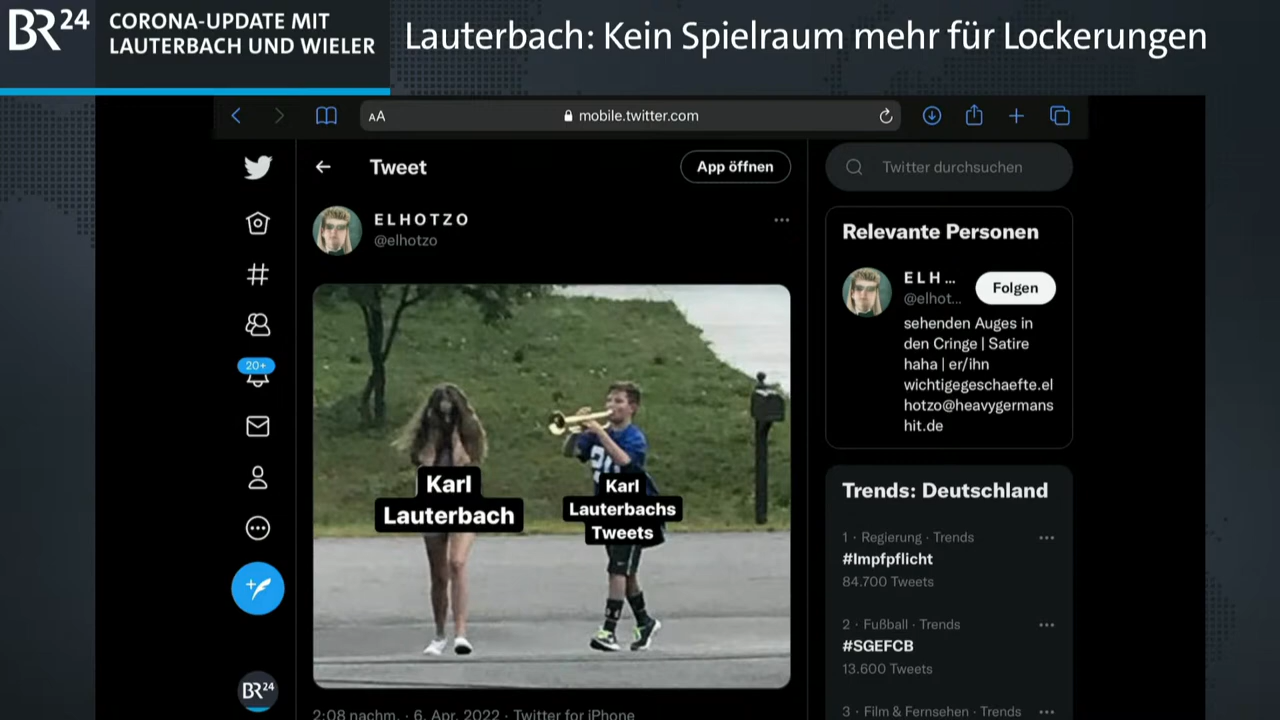 BR24
CORONA-UPDATE MIT
LAUTERBACH UND WIELER
Lauterbach: Kein Spielraum mehr für Lockerungen
AA
mobile.twitter.com
Tweet
App öffnen
Twitter durchsuchen
ELHOTZO
@elhotzo
Relevante Personen
ELH...
@elhot...
Folgen
sehenden Auges in
den Cringe | Satire
haha | er/ihn
wichtigegeschaefte.el
hotzo@heavygermans
hit.de
20+
Karl
Lauterbach
Karl
Lauterbachs
Tweets
Trends: Deutschland
1 · Regierung · Trends
#Impfpflicht
84.700 Tweets
2 · Fußball · Trends
#SGEFCB
13.600 Tweets
3 · Film & Fernsehen · Trends
BR24
2:08 nachm. · 6. Apr. 2022 · Twitter for iPhone